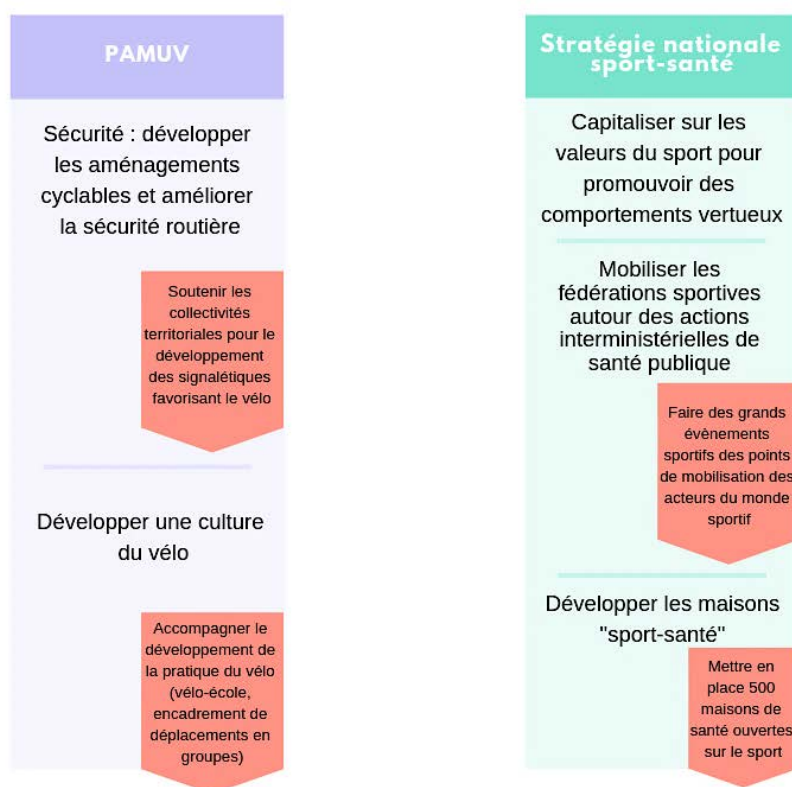 PAMUV
Sécurité : développer
les aménagements
cyclables et améliorer
la sécurité routière
Soutenir les
collectivités
territoriales pour le
développement
des signalétiques
favorisant le vélo
Développer une culture
du vélo
Accompagner le
développement de
la pratique du vélo
(vélo-école,
encadrement de
déplacements en
groupes)
Stratégie nationale
sport-santé
Capitaliser sur les
valeurs du sport pour
promouvoir des
comportements vertueux
Mobiliser les
fédérations sportives
autour des actions
interministérielles de
santé publique
Faire des grands
évènements
sportifs des points
de mobilisation des
acteurs du monde
sportif
Développer les maisons
"sport-santé"
Mettre en
place 500
maisons de
santé ouvertes
sur le sport